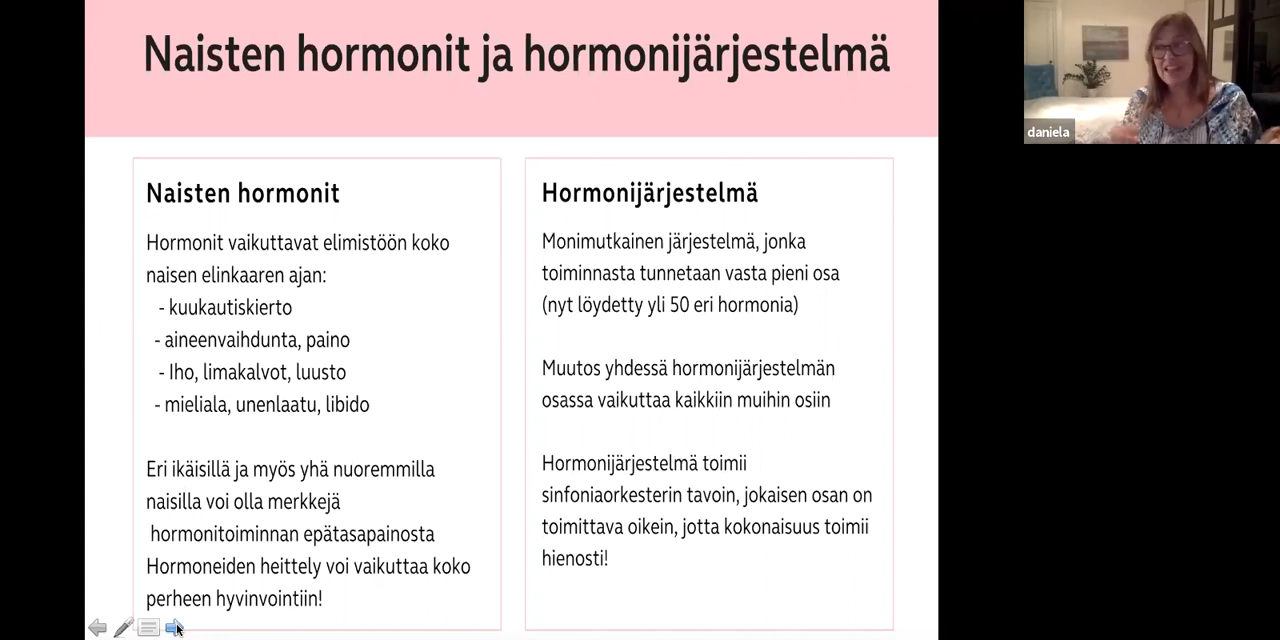 Naisten hormonit ja hormonijärjestelmä
Naisten hormonit
Hormonit vaikuttavat elimistöön koko
naisen elinkaaren ajan:
- kuukautiskierto
- aineenvaihdunta, paino
- Iho, limakalvot, luusto
- mieliala, unenlaatu, libido
Eri ikäisillä ja myös yhä nuoremmilla
naisilla voi olla merkkejä
hormonitoiminnan epätasapainosta
Hormoneiden heittely voi vaikuttaa koko
perheen hyvinvointiin!
Hormonijärjestelmä
Monimutkainen järjestelmä, jonka
toiminnasta tunnetaan vasta pieni osa
(nyt löydetty yli 50 eri hormonia)
Muutos yhdessä hormonijärjestelmän
osassa vaikuttaa kaikkiin muihin osiin
Hormonijärjestelmä toimii
sinfoniaorkesterin tavoin, jokaisen osan on
toimittava oikein, jotta kokonaisuus toimii
hienosti!
daniela